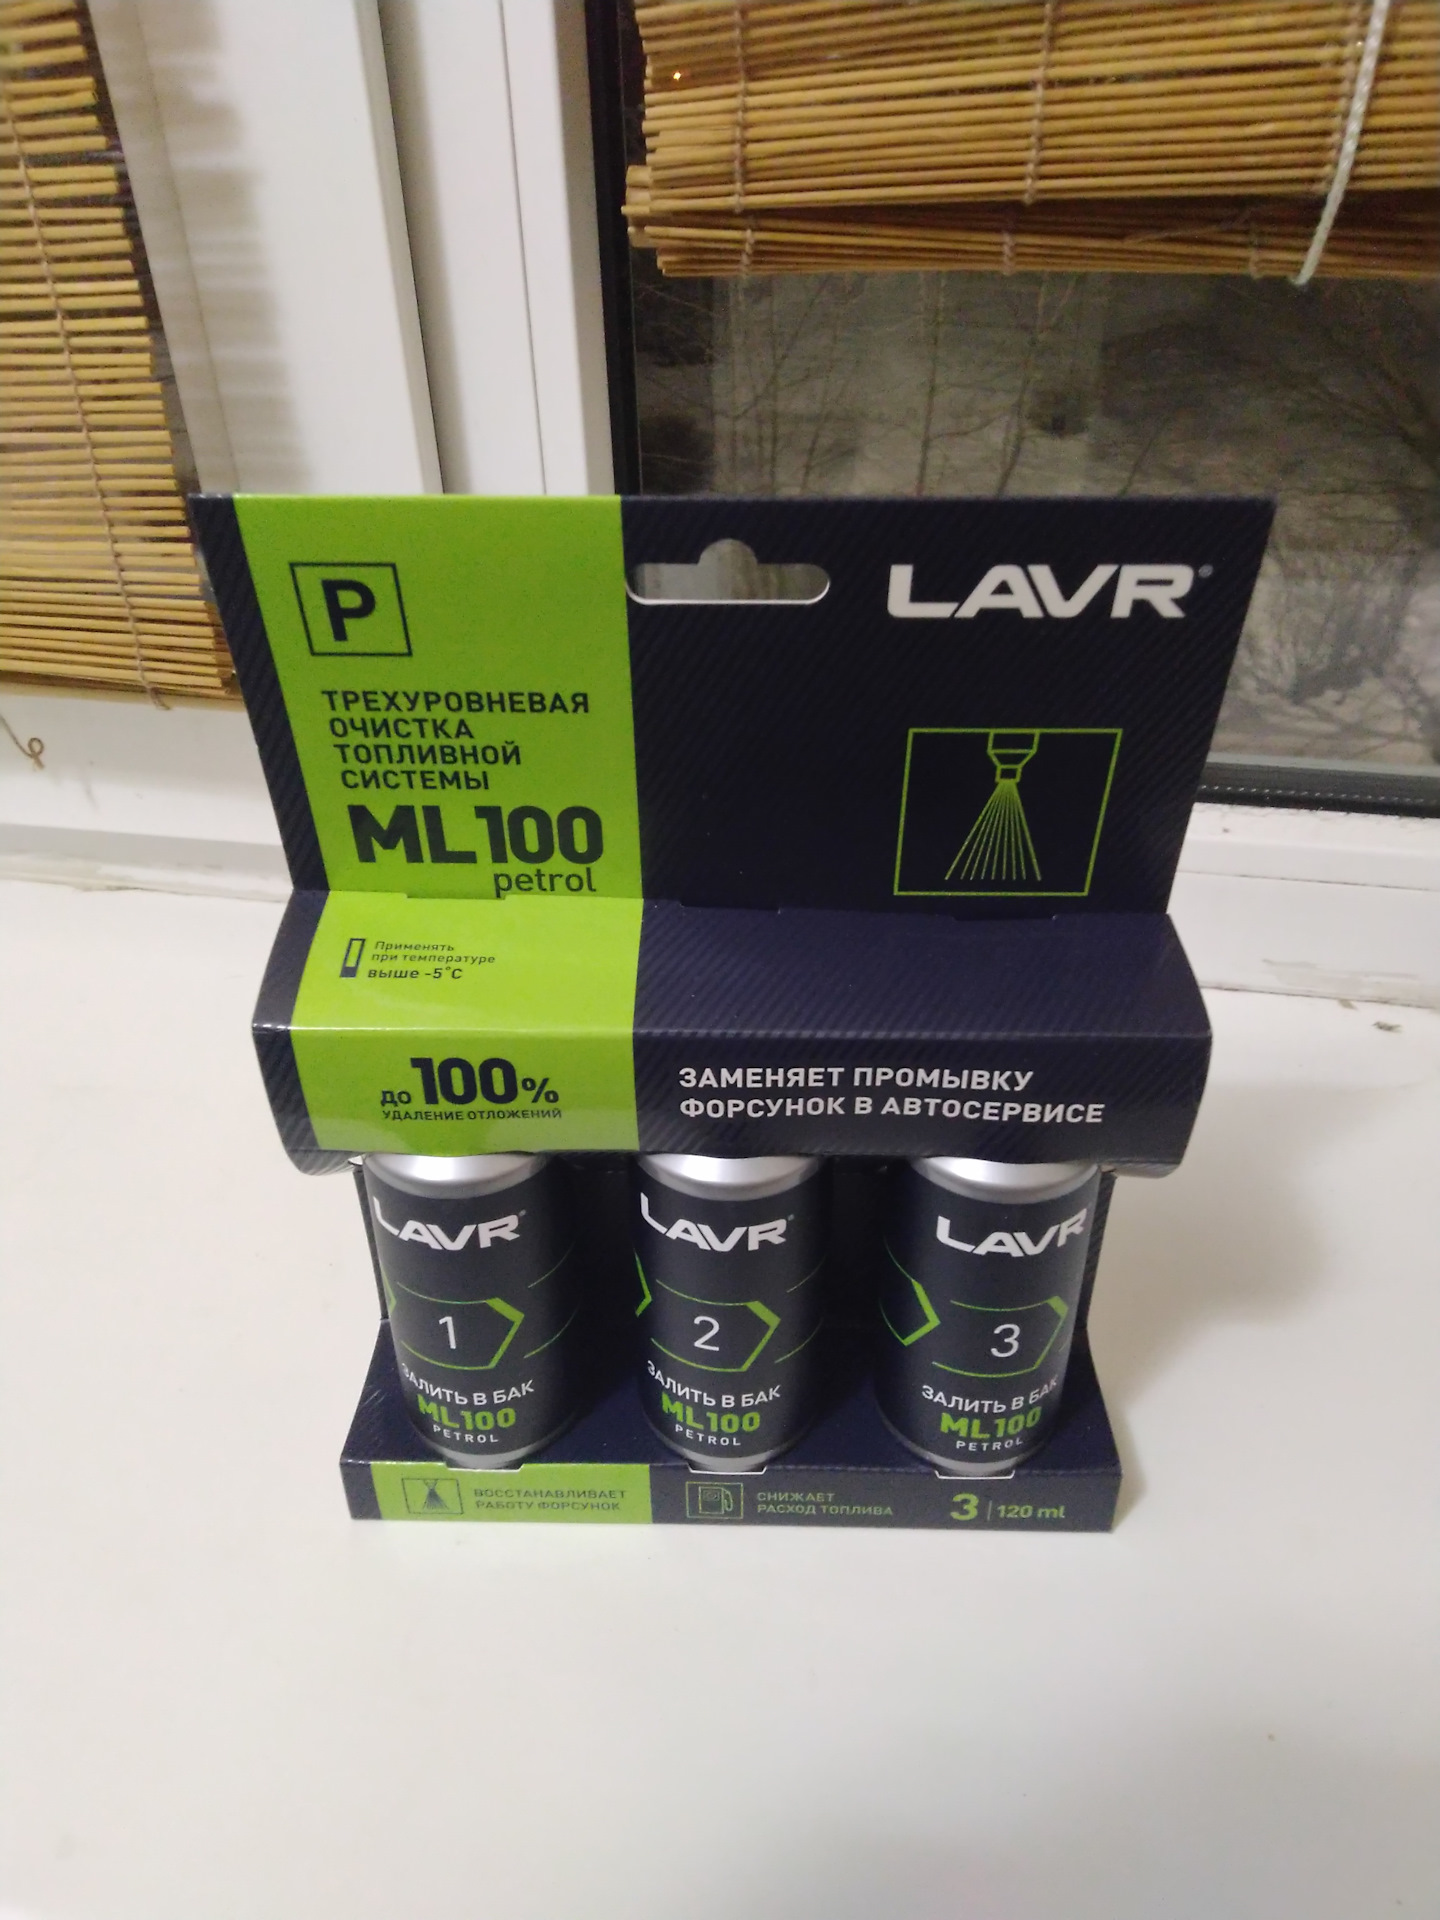 P
LAVR®
ТРЕХУРОВНЕВАЯ
ОЧИСТКА
ТОПЛИВНОЙ
СИСТЕМЫ
ML100
petrol
Применять
при температуре
выше -5°C
до 100%
УДАЛЕНИЕ ОТЛОЖЕНИЙ
ЗАМЕНЯЕТ ПРОМЫВКУ
ФОРСУНОК В АВТОСЕРВИСЕ
LAVR®
1
ЗАЛИТЬ В БАК
ML100
PETROL
LAVR®
2
ЗАЛИТЬ В БАК
ML100
PETROL
LAVR
3
ЗАЛИТЬ В БАК
ML100
PETROL
ВОССТАНАВЛИВАЕТ
РАБОТУ ФОРСУНОК
СНИЖАЕТ
РАСХОД ТОПЛИВА
3 | 120 ml